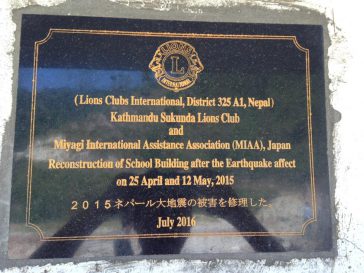 L
INTERNATIONAL
(Lions Clubs International, District 325 A1, Nepal)
Kathmandu Sukunda Lions Club
and
Miyagi International Assistance Association (MIAA), Japan
Reconstruction of School Building after the Earthquake affect
on 25 April and 12 May, 2015
2015ネパール大地震の被害を修理した。
July 2016